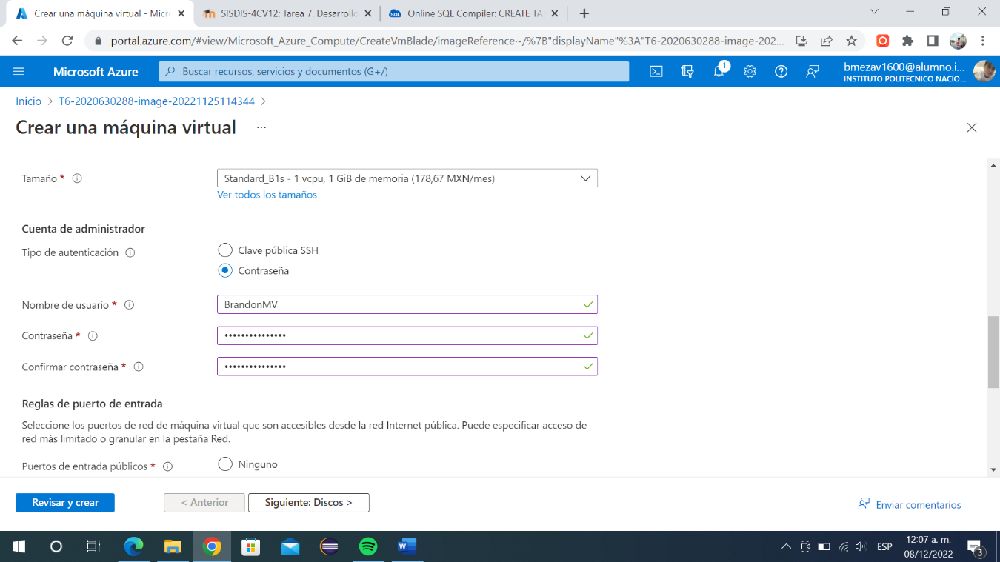 Crear una máquina virtual - Micro
SISDIS-4CV12: Tarea 7. Desarrollo
Online SQL Compiler: CREATE TA
portal.azure.com/#view/Microsoft_Azure_Compute/CreateVmBlade/imageReference~/%7B"displayName"%3A"T6-2020630288-image-202...
Microsoft Azure
Buscar recursos, servicios y documentos (G+/)
1
bmezav1600@alumno.i...
INSTITUTO POLITECNICO NACIO...
Inicio > T6-2020630288-image-20221125114344 >
Crear una máquina virtual ...
Tamaño *
Standard_B1s - 1 vcpu, 1 GiB de memoria (178,67 MXN/mes)
Ver todos los tamaños
Cuenta de administrador
Tipo de autenticación
Clave pública SSH
Contraseña
Nombre de usuario *
BrandonMV
Contraseña *
•••••••••••••••
Confirmar contraseña *
•••••••••••••••
Reglas de puerto de entrada
Seleccione los puertos de red de máquina virtual que son accesibles desde la red Internet pública. Puede especificar acceso de
red más limitado o granular en la pestaña Red.
Puertos de entrada públicos *
Ninguno
Revisar y crear
< Anterior
Siguiente: Discos >
Enviar comentarios
ESP
12:07 a. m.
08/12/2022
3